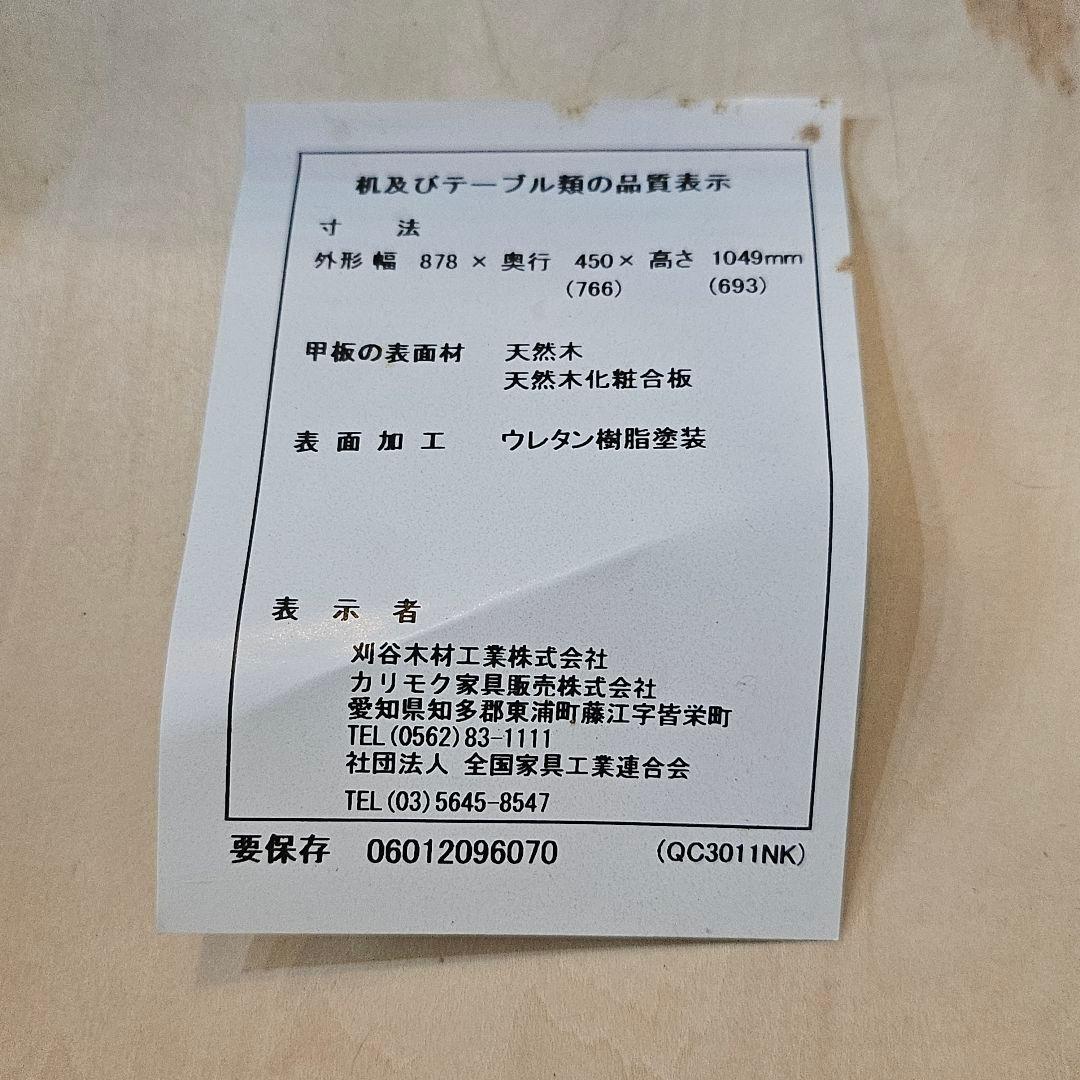 机及びテーブル類の品質表示
寸 法
外形 幅 878 × 奥行 450 × 高さ 1049mm
(766) (693)
甲板の表面材 天然木
天然木化粧合板
表面加工 ウレタン樹脂塗装
表示者
刈谷木材工業株式会社
カリモク家具販売株式会社
愛知県知多郡東浦町藤江字皆栄町
TEL(0562)83-1111
社団法人 全国家具工業連合会
TEL(03)5645-8547
要保存 06012096070 (QC3011NK)